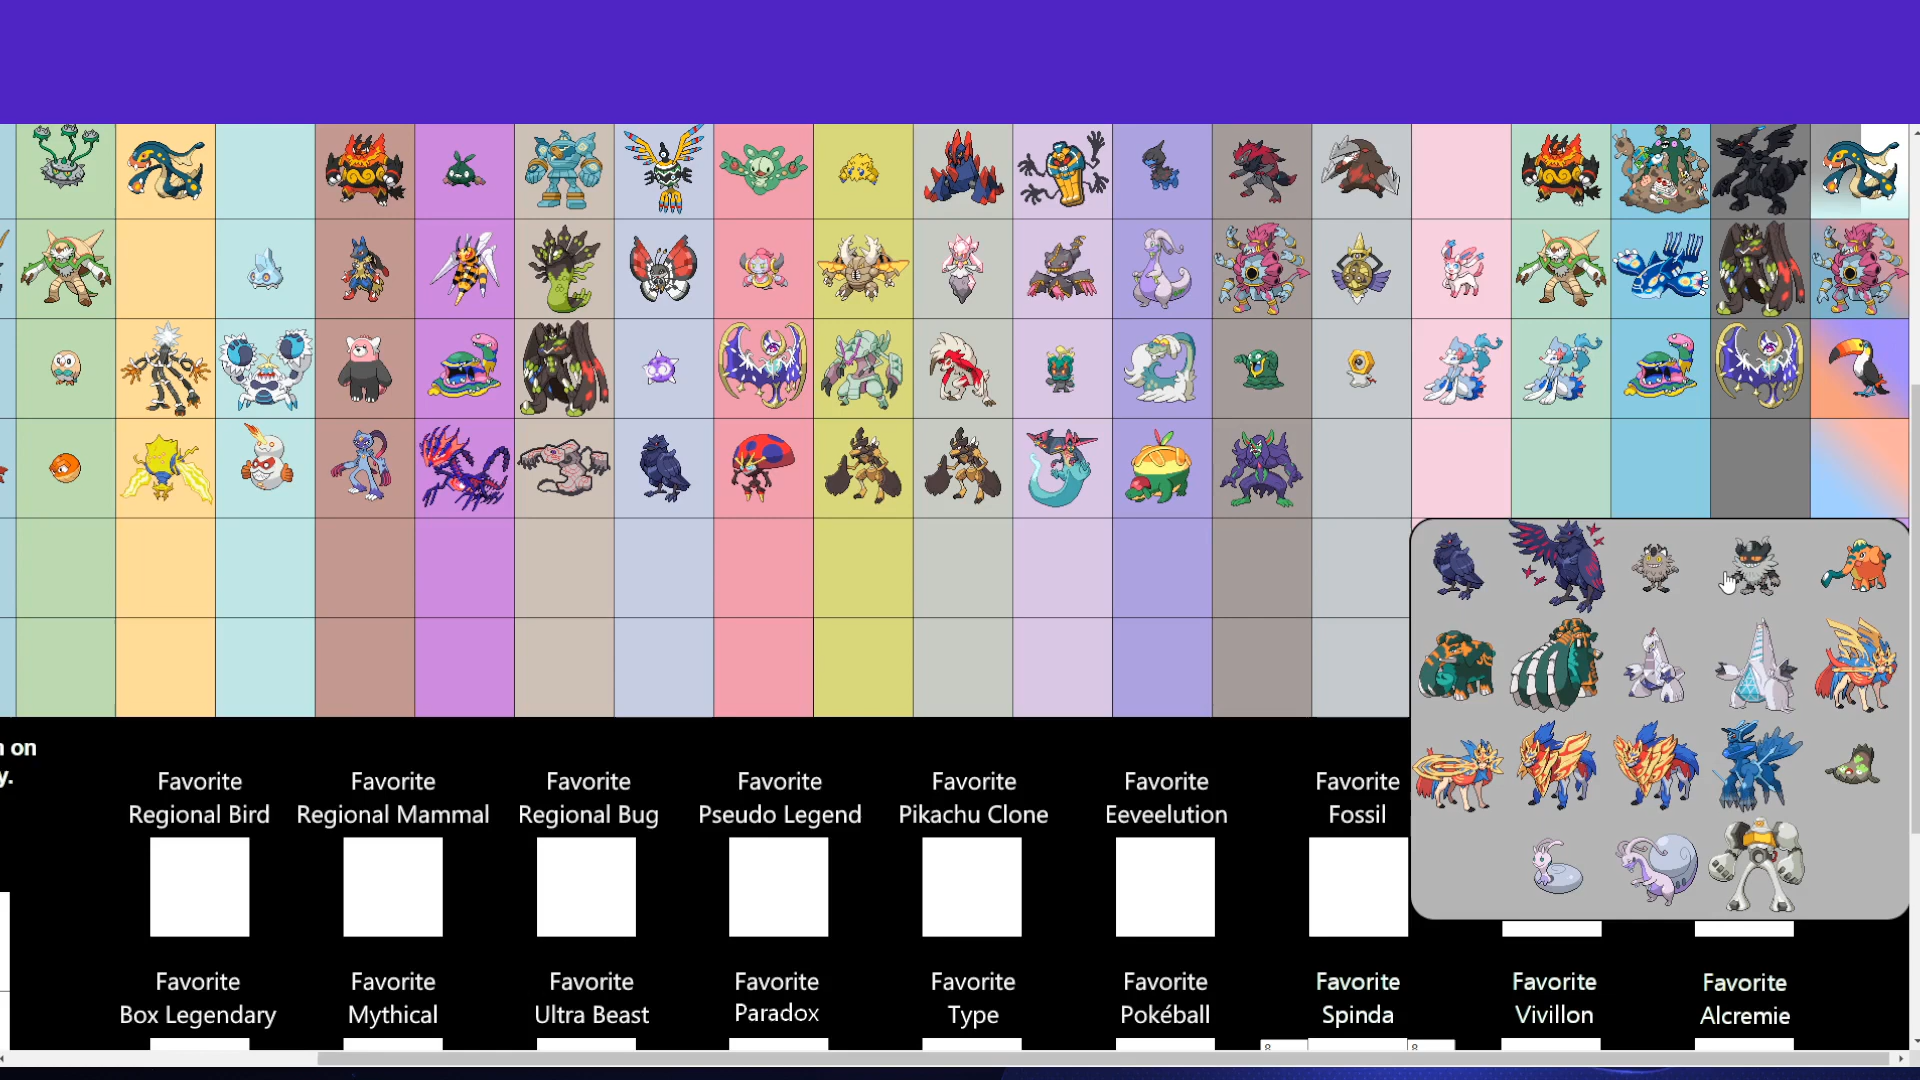 n on
y.
Favorite
Regional Bird
Favorite
Regional Mammal
Favorite
Regional Bug
Favorite
Pseudo Legend
Favorite
Pikachu Clone
Favorite
Eeveelution
Favorite
Fossil
Favorite
Box Legendary
Favorite
Mythical
Favorite
Ultra Beast
Favorite
Paradox
Favorite
Type
Favorite
Pokéball
Favorite
Spinda
Favorite
Vivillon
Favorite
Alcremie